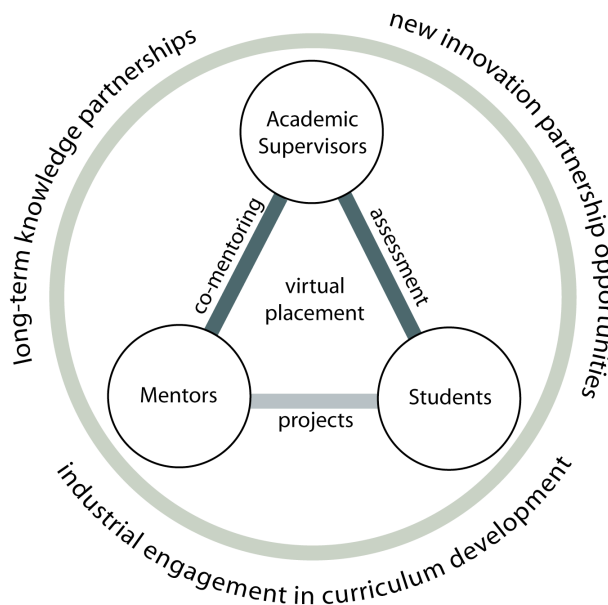 long-term knowledge partnerships
new innovation partnership opportunities
Academic
Supervisors
co-mentoring
assessment
virtual
placement
Mentors
Students
projects
industrial engagement in curriculum development